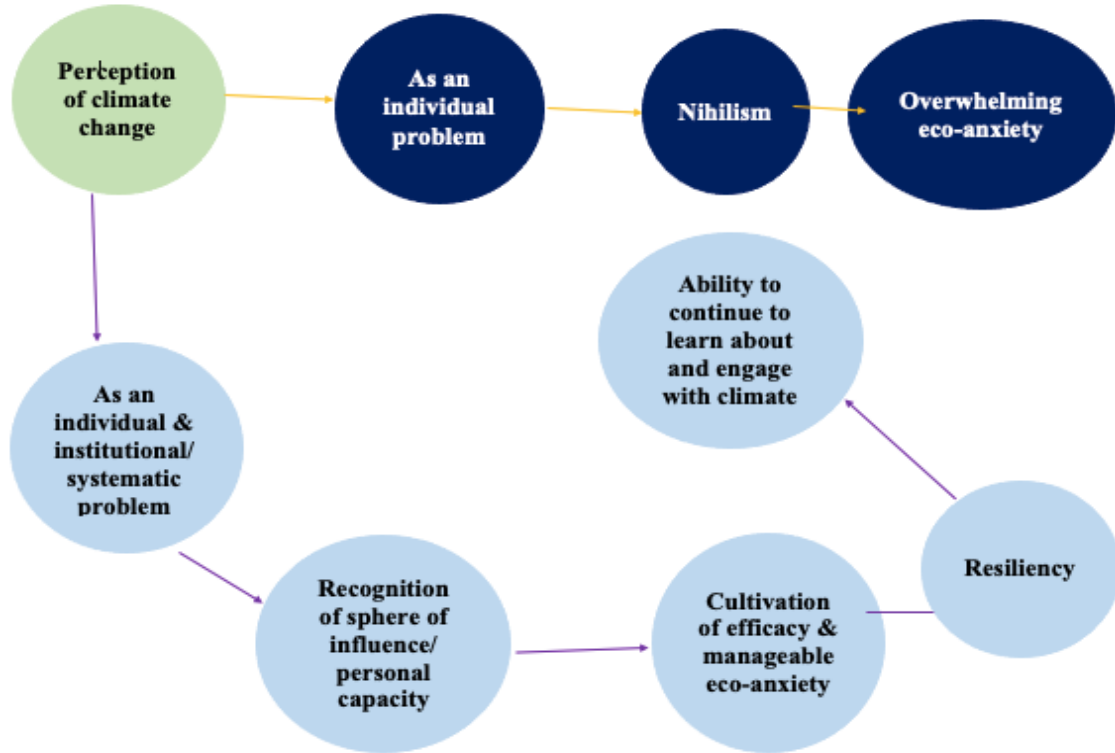 Perception
of climate
change
As an
individual
problem
Nihilism
Overwhelming
eco-anxiety
Ability to
continue to
learn about
and engage
with climate
As an
individual &
institutional/
systematic
problem
Recognition
of sphere of
influence/
personal
capacity
Cultivation
of efficacy &
manageable
eco-anxiety
Resiliency